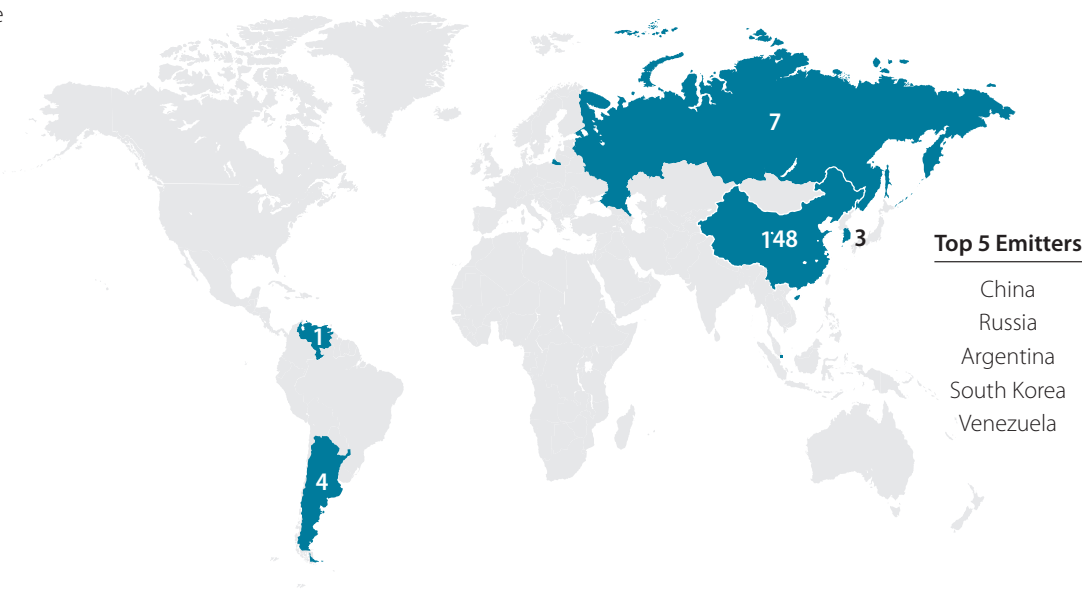 e
7
148
3
1
4
Top 5 Emitters
China
Russia
Argentina
South Korea
Venezuela